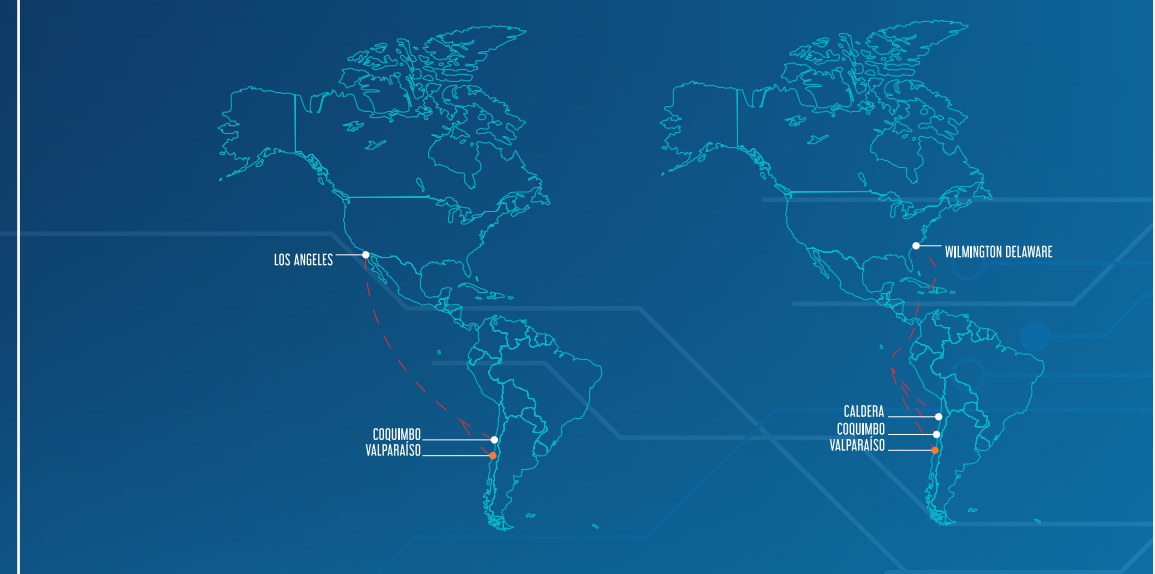 LOS ANGELES
COQUIMBO
VALPARAÍSO
WILMINGTON DELAWARE
CALDERA
COQUIMBO
VALPARAÍSO